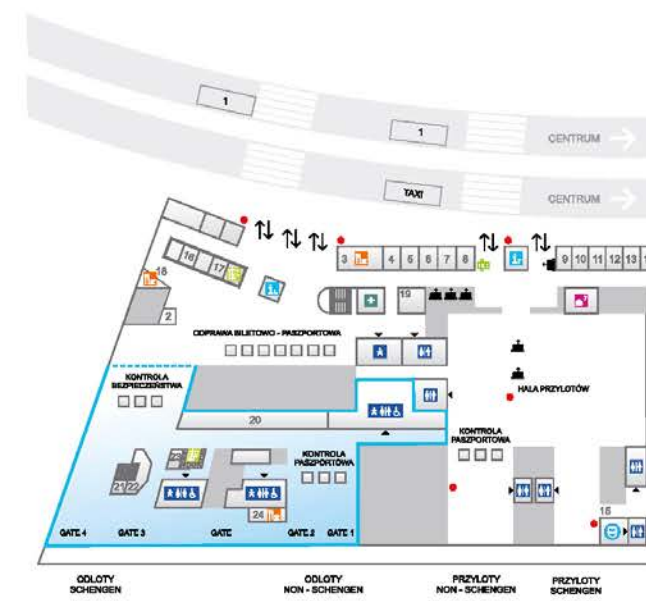 1
1
CENTRUM
TAXI
CENTRUM
3
4
5
6
7
8
9
10
11
12
13
16
17
18
19
2
ODPRAWA BILETOWO - PASZPORTOWA
KONTROLA
BEZPIECZEŃSTWA
HALA PRZYLOTÓW
20
KONTROLA
PASZPORTOWA
KONTROLA
PASZPORTOWA
23
21
22
24
15
GATE 4
GATE 3
GATE
GATE 2
GATE 1
ODLOTY
SCHENGEN
ODLOTY
NON - SCHENGEN
PRZYLOTY
NON - SCHENGEN
PRZYLOTY
SCHENGEN